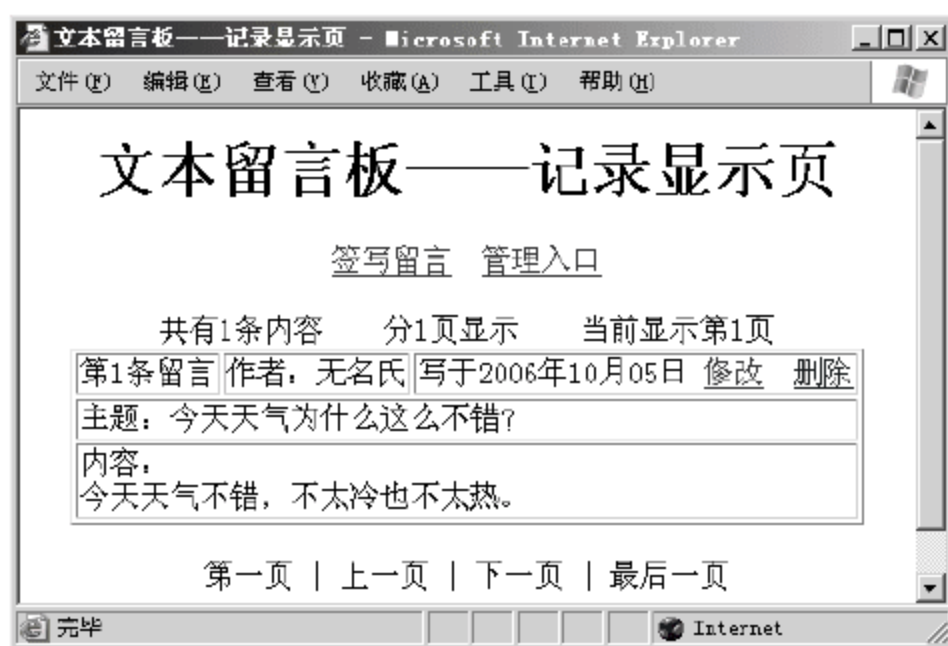 文本留言板——记录显示页 - Microsoft Internet Explorer
文件(F) 编辑(E) 查看(V) 收藏(A) 工具(T) 帮助(H)
文本留言板——记录显示页
签写留言 管理入口
共有1条内容 分1页显示 当前显示第1页
第1条留言 作者：无名氏 写于2006年10月05日 修改 删除
主题：今天天气为什么这么不错?
内容：
今天天气不错，不太冷也不太热。
第一页 | 上一页 | 下一页 | 最后一页
完毕 Internet